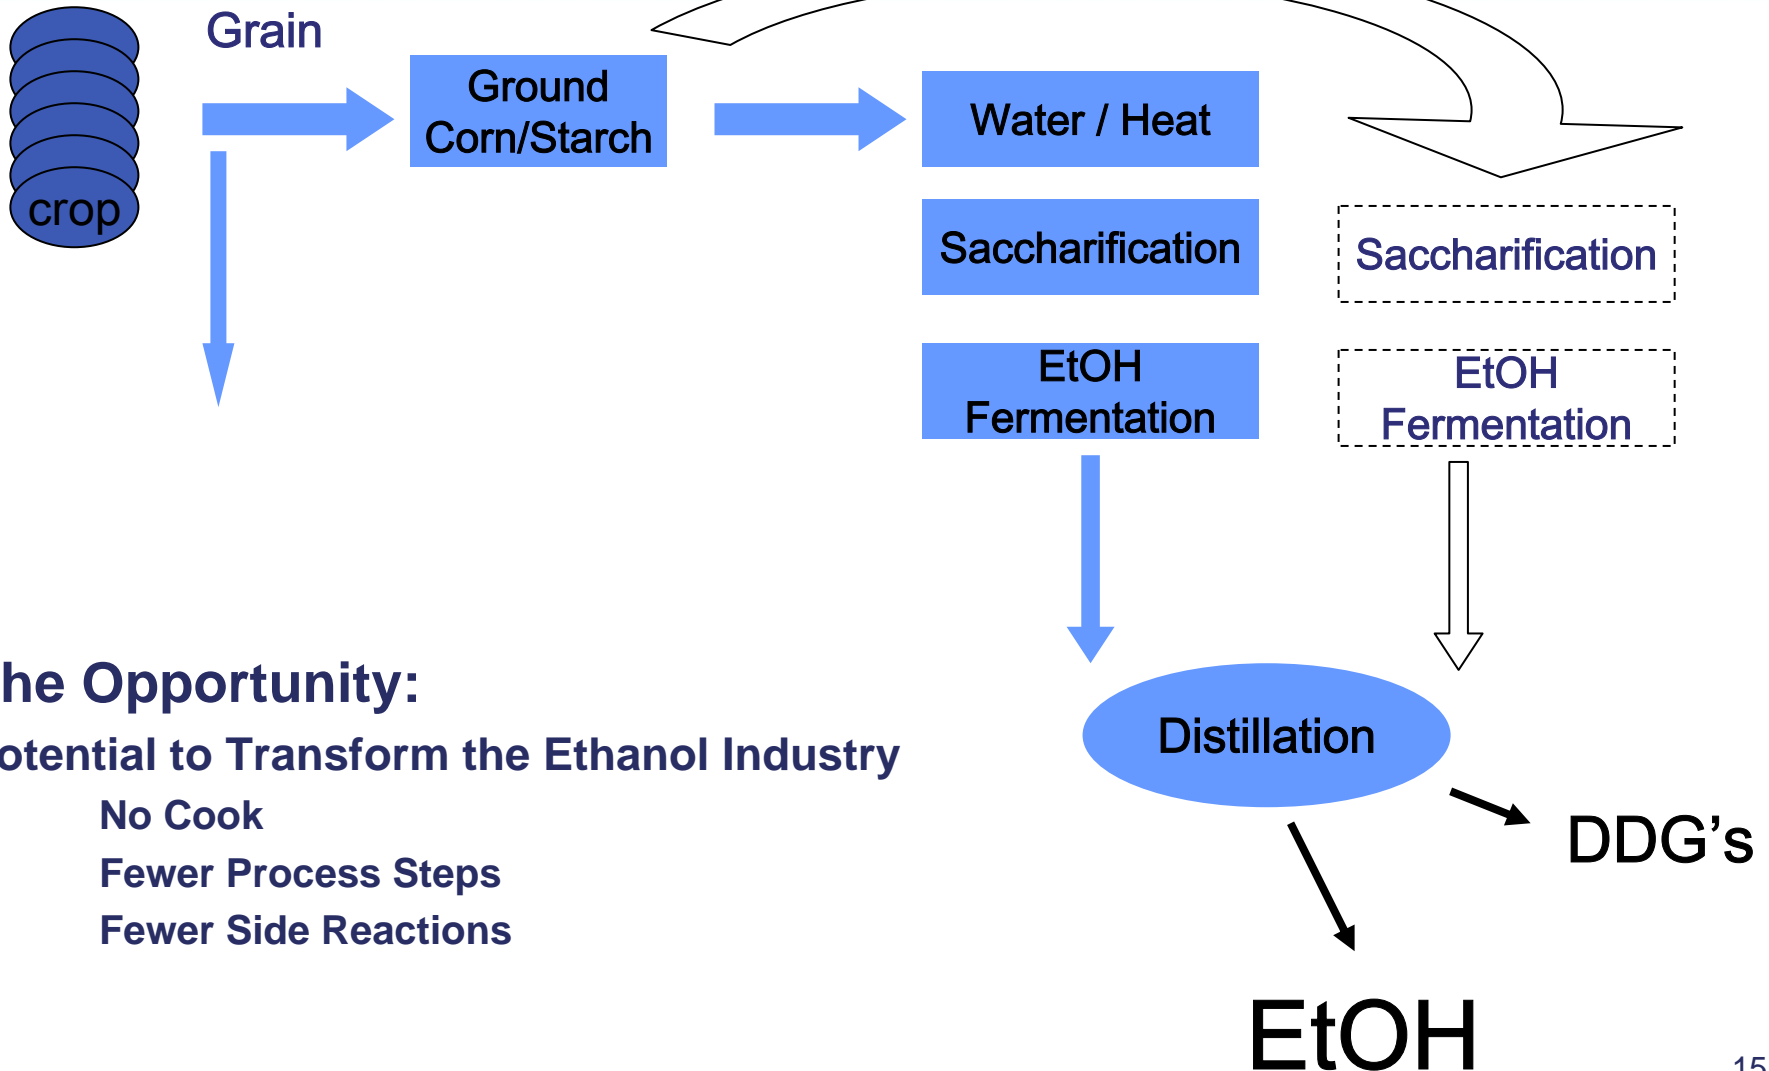 Grain
Ground
Corn/Starch
Water / Heat
crop
Saccharification
Saccharification
EtOH
Fermentation
EtOH
Fermentation
he Opportunity:
otential to Transform the Ethanol Industry
Distillation
No Cook
DDG’s
Fewer Process Steps
Fewer Side Reactions
EtOH
15